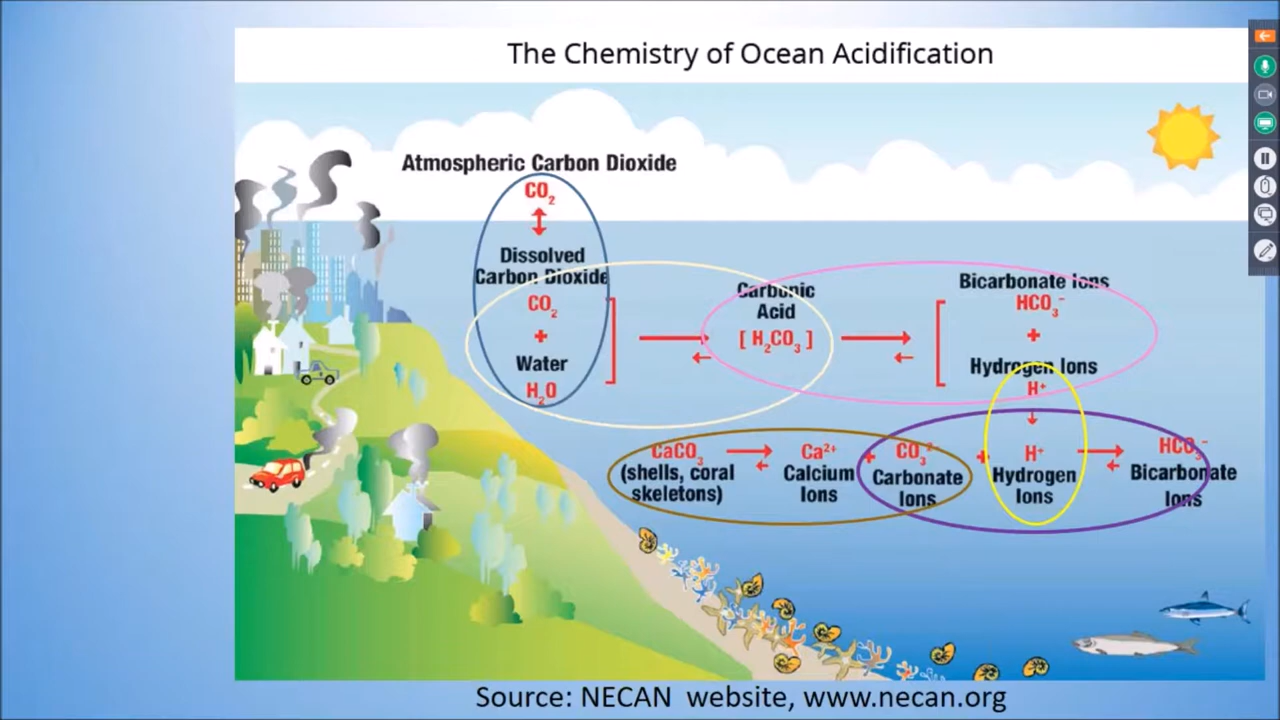 The Chemistry of Ocean Acidification
Atmospheric Carbon Dioxide
CO₂
Dissolved
Carbon Dioxide
CO₂
+
Water
H₂O
Carbonic
Acid
[ H₂CO₃ ]
Bicarbonate Ions
HCO₃⁻
+
Hydrogen Ions
H⁺
CaCO₃
(shells, coral
skeletons)
Ca²⁺
Calcium
Ions
+
CO₃²⁻
Carbonate
Ions
+
H⁺
Hydrogen
Ions
HCO₃⁻
Bicarbonate
Ions
Source: NECAN website, www.necan.org